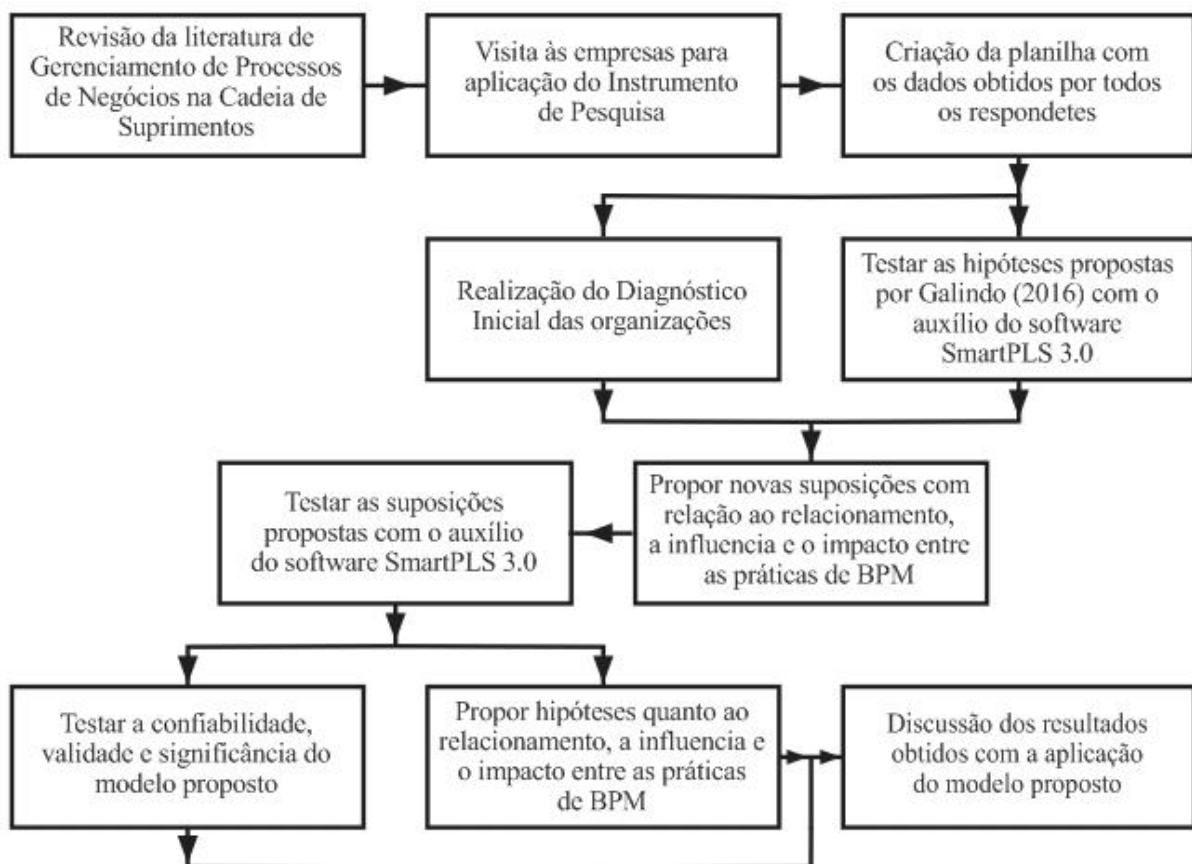 Revisão da literatura de
Gerenciamento de Processos
de Negócios na Cadeia de
Suprimentos
Visita às empresas para
aplicação do Instrumento
de Pesquisa
Criação da planilha com
os dados obtidos por todos
os respondetes
Realização do Diagnóstico
Inicial das organizações
Testar as hipóteses propostas
por Galindo (2016) com o
auxílio do software
SmartPLS 3.0
Propor novas suposições com
relação ao relacionamento,
a influencia e o impacto entre
as práticas de BPM
Testar as suposições
propostas com o auxílio
do software SmartPLS 3.0
Testar a confiabilidade,
validade e significância do
modelo proposto
Propor hipóteses quanto ao
relacionamento, a influencia e
o impacto entre as práticas
de BPM
Discussão dos resultados
obtidos com a aplicação
do modelo proposto